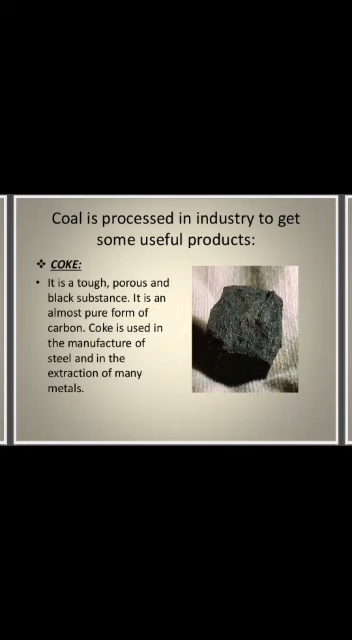 Coal is processed in industry to get
some useful products:
❖ COKE:
• It is a tough, porous and
black substance. It is an
almost pure form of
carbon. Coke is used in
the manufacture of
steel and in the
extraction of many
metals.